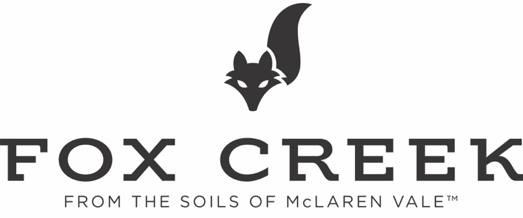 FOX CREEK
FROM THE SOILS OF McLAREN VALE™